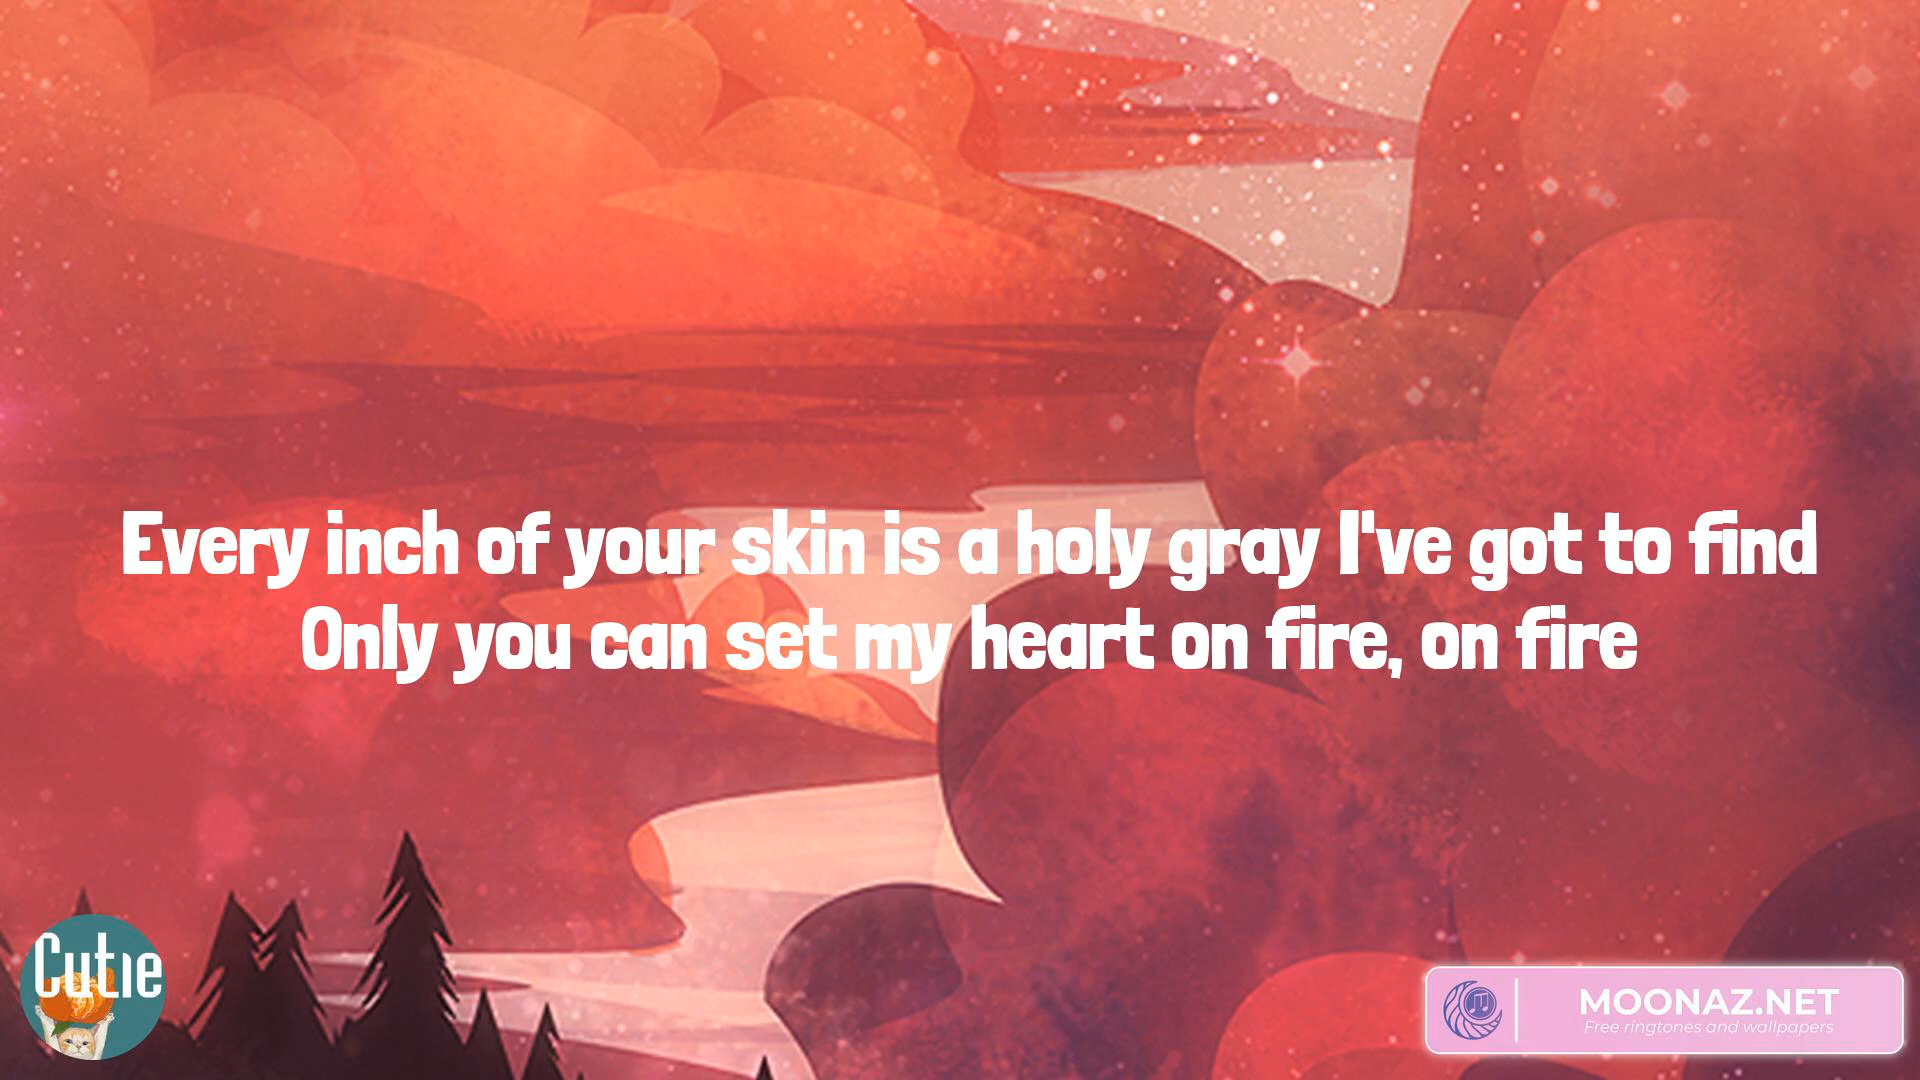 Every inch of your skin is a holy gray I've got to find
Only you can set my heart on fire, on fire
Cutie
MOONAZ.NET
Free ringtones and wallpapers